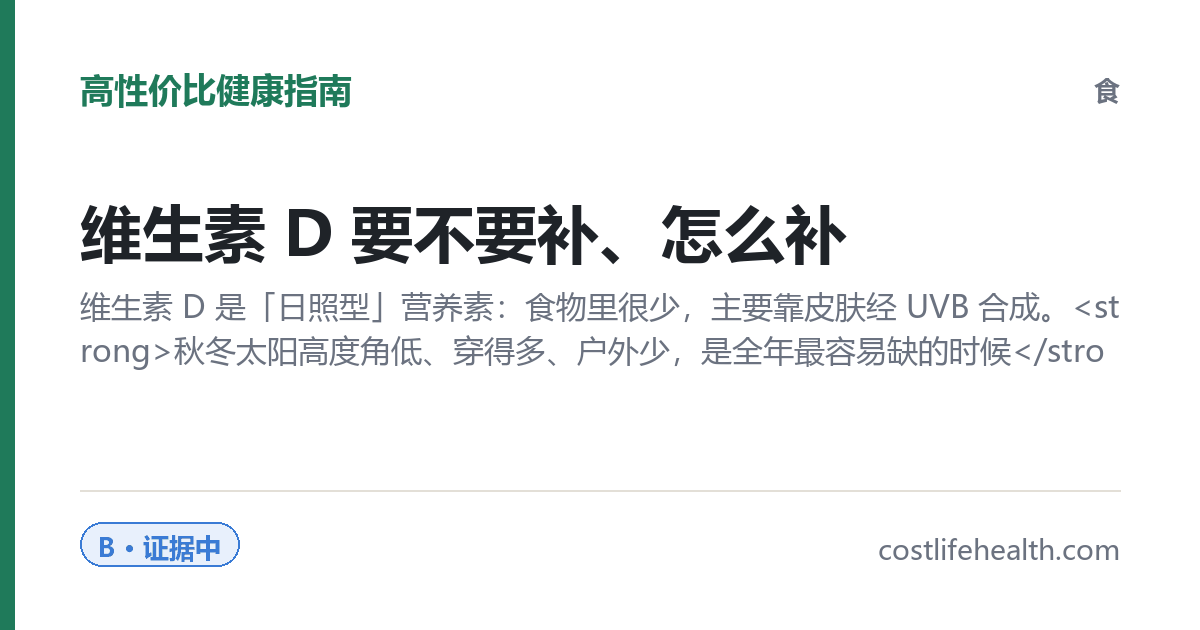 高性价比健康指南
食
维生素 D 要不要补、怎么补
维生素 D 是「日照型」营养素：食物里很少，主要靠皮肤经 UVB 合成。<st
rong>秋冬太阳高度角低、穿得多、户外少，是全年最容易缺的时候</stro
B · 证据中
costlifehealth.com